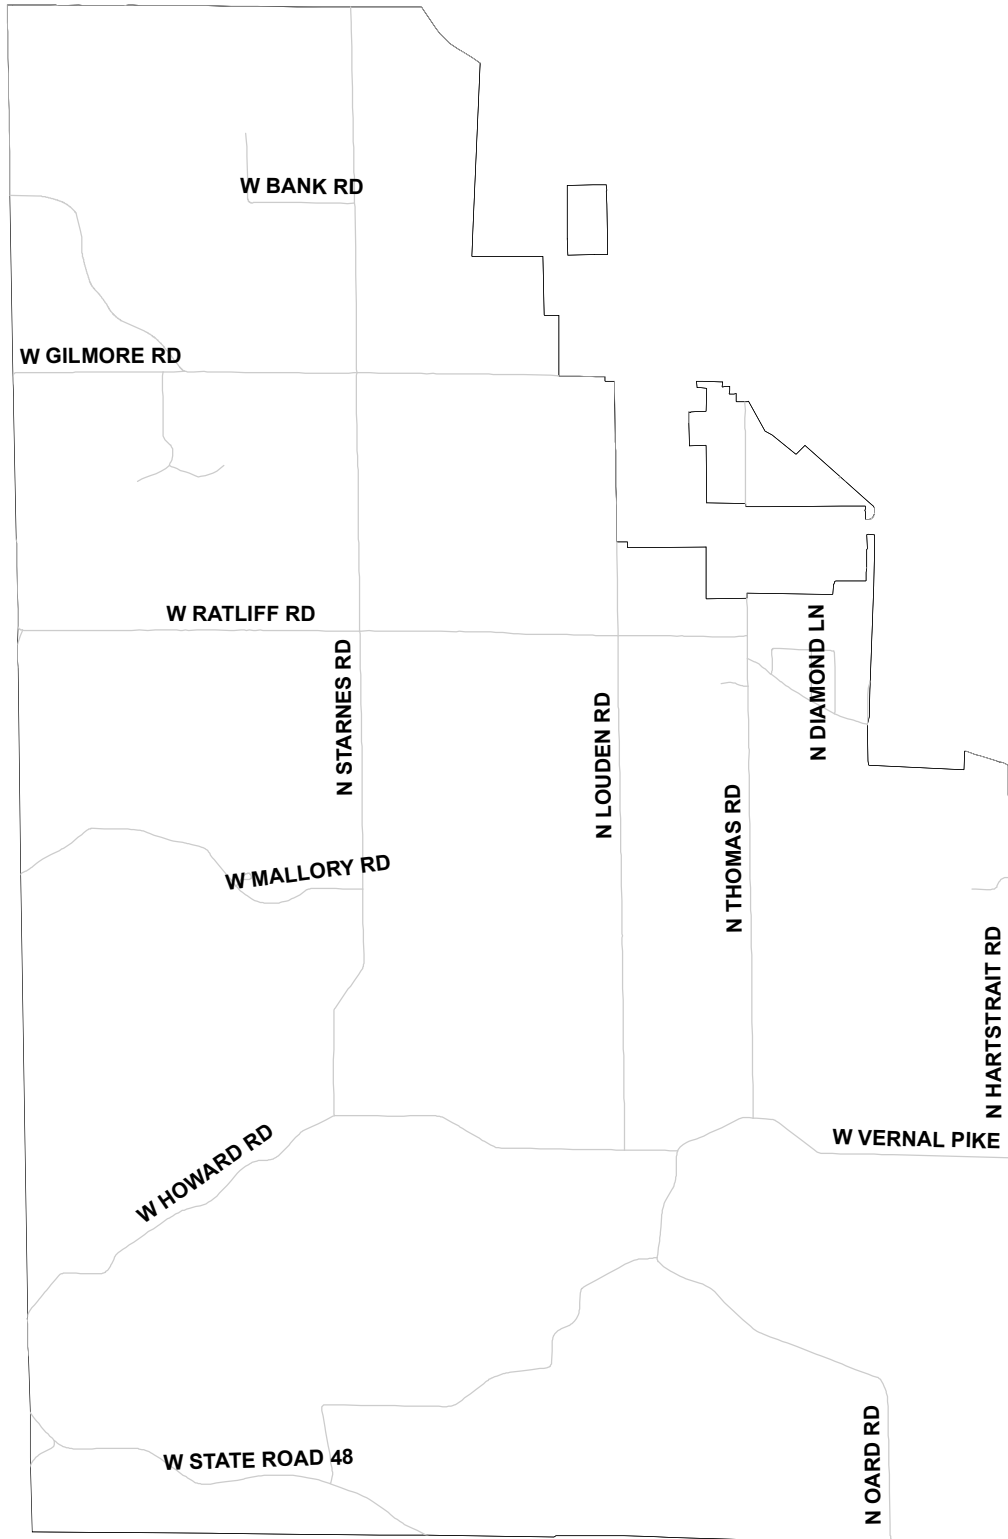 W BANK RD
W GILMORE RD
W RATLIFF RD
N DIAMOND LN
N STARNES RD
N LOUDEN RD
N THOMAS RD
W MALLORY RD
N HARTSTRAIT RD
W HOWARD RD
W VERNAL PIKE
W STATE ROAD 48
N OARD RD